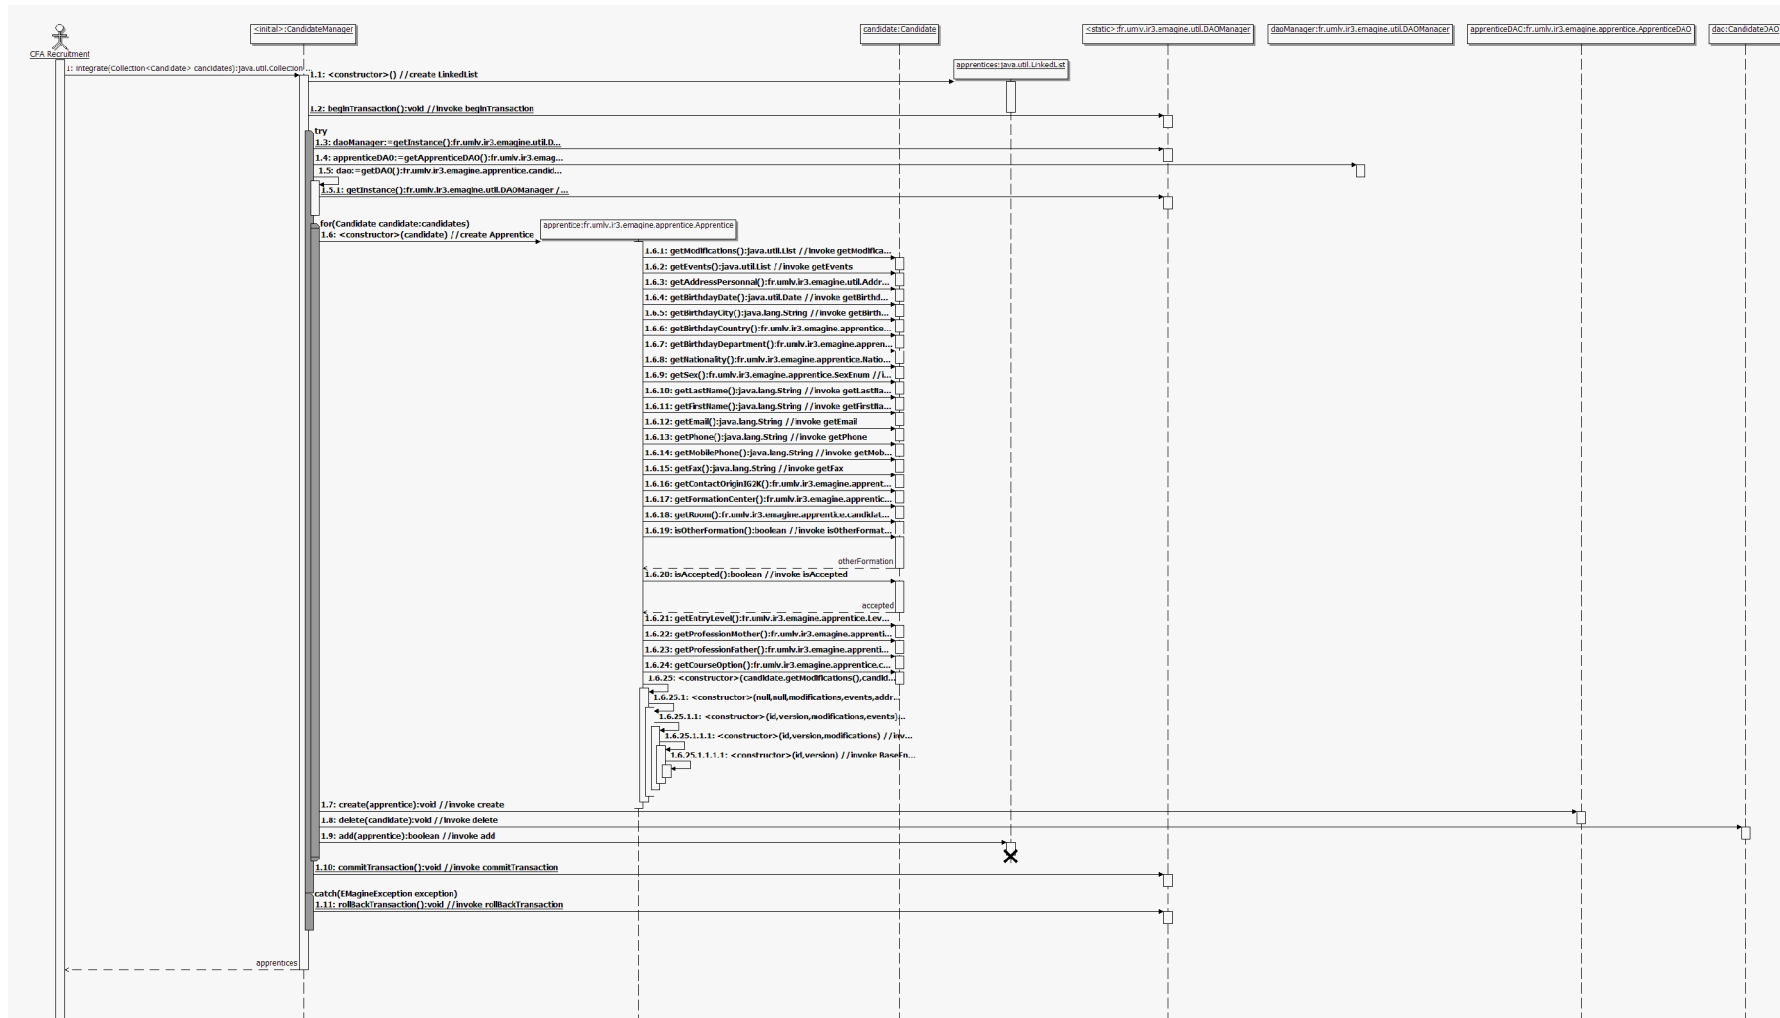 <initial>:CandidateManager
candidate:Candidate
<static>:fr.umlv.ir3.emagine.util.DAOManager
daoManager:fr.umlv.ir3.emagine.util.DAOManager
apprenticeDAO:fr.umlv.ir3.emagine.apprentice.ApprenticeDAO
dao:CandidateDAO
CFA Recruitment
1: integrate(Collection<Candidate> candidates):java.util.Collection...
apprentices:java.util.LinkedList
1.1: <constructor>() //create LinkedList
1.2: beginTransaction():void //invoke beginTransaction
try
1.3: daoManager:=getInstance():fr.umlv.ir3.emagine.util.D...
1.4: apprenticeDAO:=getApprenticeDAO():fr.umlv.ir3.emag...
1.5: dao:=getDAO():fr.umlv.ir3.emagine.apprentice.candid...
1.5.1: getInstance():fr.umlv.ir3.emagine.util.DAOManager /...
for(Candidate candidate:candidates)
apprentice:fr.umlv.ir3.emagine.apprentice.Apprentice
1.6: <constructor>(candidate) //create Apprentice
1.6.1: getModifications():java.util.List //invoke getModifica...
1.6.2: getEvents():java.util.List //invoke getEvents
1.6.3: getAddressPersonnal():fr.umlv.ir3.emagine.util.Addr...
1.6.4: getBirthdayDate():java.util.Date //invoke getBirthd...
1.6.5: getBirthdayCity():java.lang.String //invoke getBirth...
1.6.6: getBirthdayCountry():fr.umlv.ir3.emagine.apprentice...
1.6.7: getBirthdayDepartment():fr.umlv.ir3.emagine.appren...
1.6.8: getNationality():fr.umlv.ir3.emagine.apprentice.Natio...
1.6.9: getSex():fr.umlv.ir3.emagine.apprentice.SexEnum //i...
1.6.10: getLastName():java.lang.String //invoke getLastNa...
1.6.11: getFirstName():java.lang.String //invoke getFirstNa...
1.6.12: getEmail():java.lang.String //invoke getEmail
1.6.13: getPhone():java.lang.String //invoke getPhone
1.6.14: getMobilePhone():java.lang.String //invoke getMob...
1.6.15: getFax():java.lang.String //invoke getFax
1.6.16: getContactOriginIG2K():fr.umlv.ir3.emagine.apprent...
1.6.17: getFormationCenter():fr.umlv.ir3.emagine.apprentic...
1.6.18: getRoom():fr.umlv.ir3.emagine.apprentice.candidat...
1.6.19: isOtherFormation():boolean //invoke isOtherFormat...
otherFormation
1.6.20: isAccepted():boolean //invoke isAccepted
accepted
1.6.21: getEntryLevel():fr.umlv.ir3.emagine.apprentice.Lev...
1.6.22: getProfessionMother():fr.umlv.ir3.emagine.apprenti...
1.6.23: getProfessionFather():fr.umlv.ir3.emagine.apprenti...
1.6.24: getCourseOption():fr.umlv.ir3.emagine.apprentice.c...
1.6.25: <constructor>(candidate.getModifications(),candid...
1.6.25.1: <constructor>(null,null,modifications,events,addr...
1.6.25.1.1: <constructor>(id,version,modifications,events)...
1.6.25.1.1.1: <constructor>(id,version,modifications) //inv...
1.6.25.1.1.1.1: <constructor>(id,version) //invoke BaseEn...
1.7: create(apprentice):void //invoke create
1.8: delete(candidate):void //invoke delete
1.9: add(apprentice):boolean //invoke add
1.10: commitTransaction():void //invoke commitTransaction
catch(EMagineException exception)
1.11: rollBackTransaction():void //invoke rollBackTransaction
apprentices